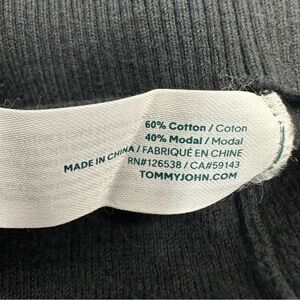 60% Cotton / Coton
40% Modal / Modal
MADE IN CHINA / FABRIQUÉ EN CHINE
RN#126538 / CA#59143
TOMMYJOHN.COM